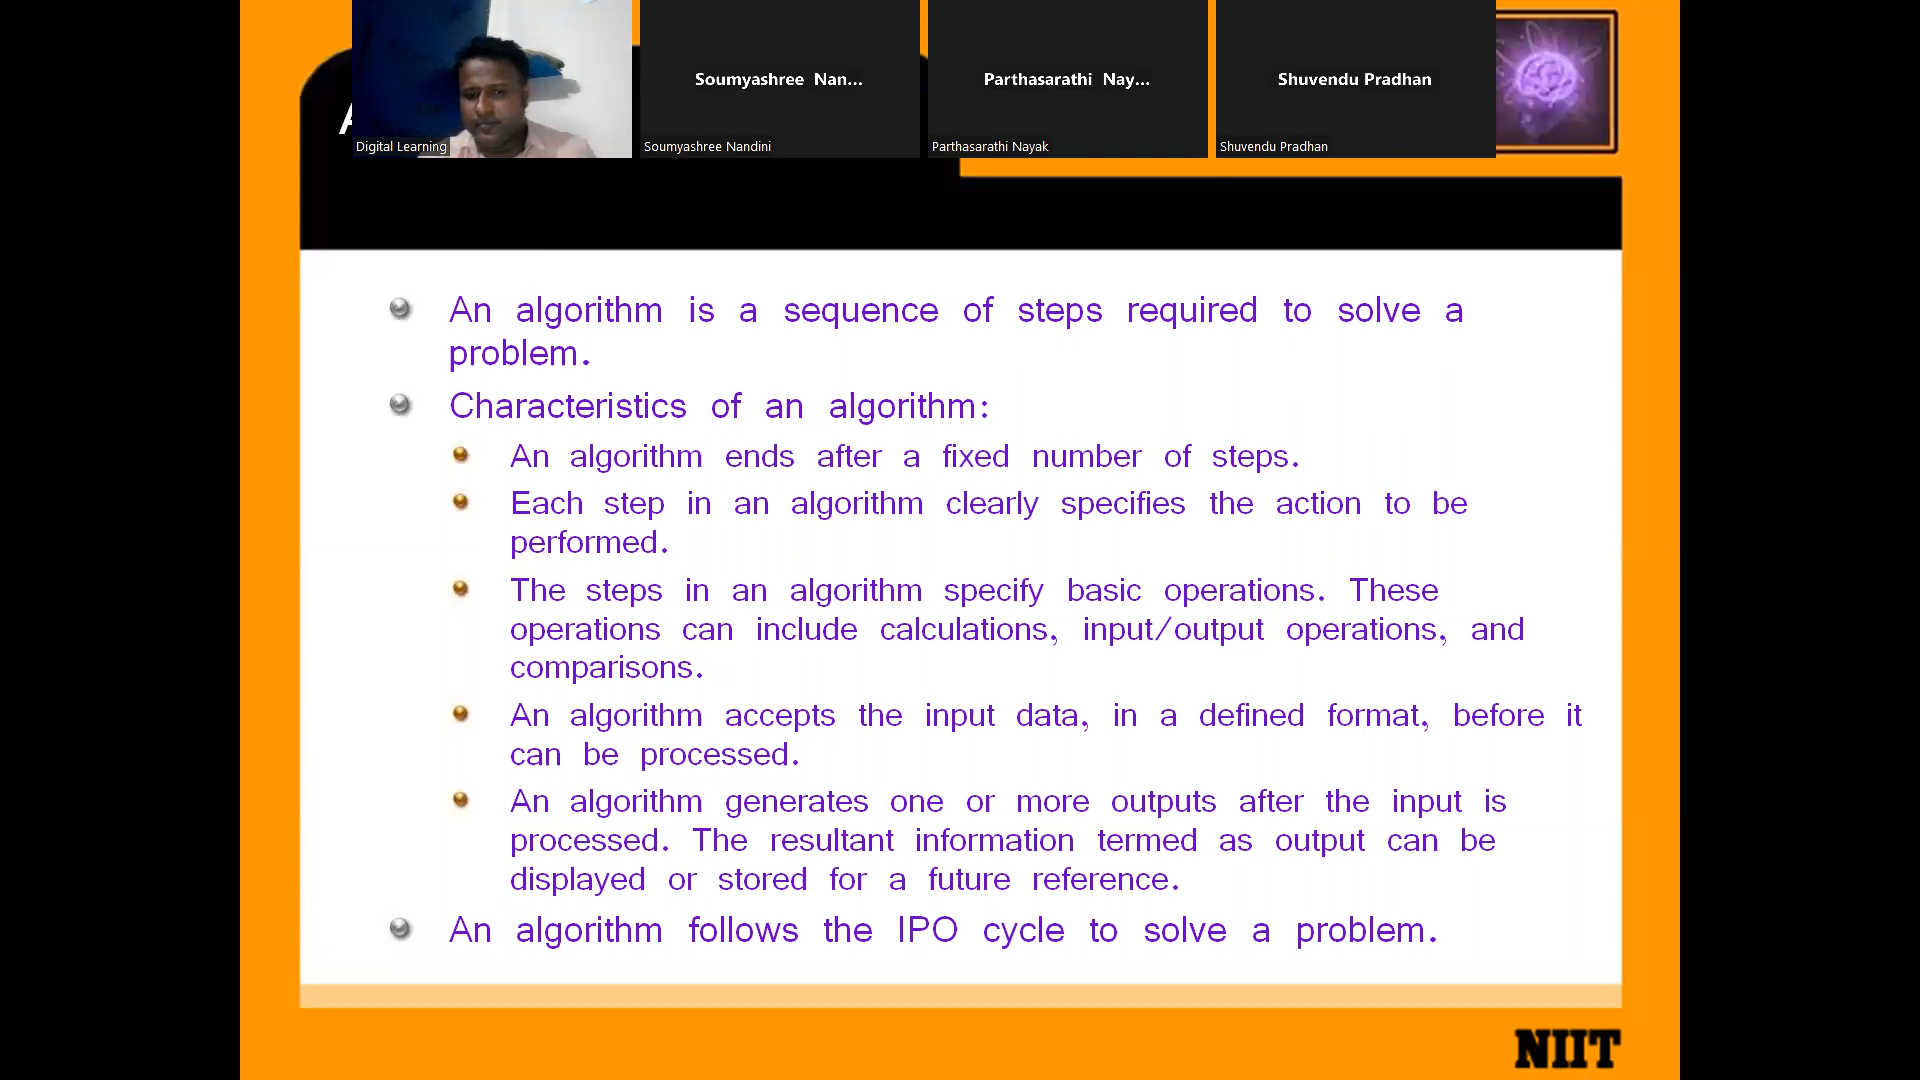 Soumyashree Nan...
Parthasarathi Nay...
Shuvendu Pradhan
Digital Learning
Soumyashree Nandini
Parthasarathi Nayak
Shuvendu Pradhan
An algorithm is a sequence of steps required to solve a
problem.
Characteristics of an algorithm:
An algorithm ends after a fixed number of steps.
Each step in an algorithm clearly specifies the action to be
performed.
The steps in an algorithm specify basic operations. These
operations can include calculations, input/output operations, and
comparisons.
An algorithm accepts the input data, in a defined format, before it
can be processed.
An algorithm generates one or more outputs after the input is
processed. The resultant information termed as output can be
displayed or stored for a future reference.
An algorithm follows the IPO cycle to solve a problem.
NIIT